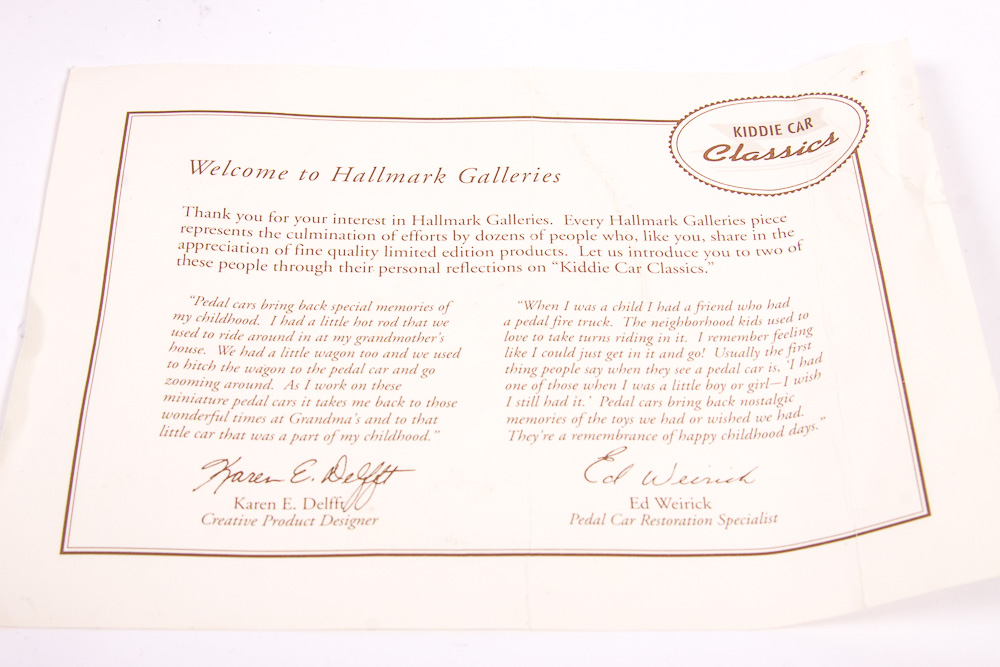 KIDDIE CAR
Classics
Welcome to Hallmark Galleries
Thank you for your interest in Hallmark Galleries. Every Hallmark Galleries piece
represents the culmination of efforts by dozens of people who, like you, share in the
appreciation of fine quality limited edition products. Let us introduce you to two of
these people through their personal reflections on “Kiddie Car Classics.”
“Pedal cars bring back special memories of
my childhood. I had a little hot rod that we
used to ride around in at my grandmother's
house. We had a little wagon too and we used
to hitch the wagon to the pedal car and go
zooming around. As I work on these
miniature pedal cars it takes me back to those
wonderful times at Grandma's and to that
little car that was a part of my childhood.”
Karen E. Delfft
Karen E. Delfft
Creative Product Designer
“When I was a child I had a friend who had
a pedal fire truck. The neighborhood kids used to
love to take turns riding in it. I remember feeling
like I could just get in it and go! Usually the first
thing people say when they see a pedal car is, ‘I had
one of those when I was a little boy or girl—I wish
I still had it.’ Pedal cars bring back nostalgic
memories of the toys we had or wished we had.
They're a remembrance of happy childhood days.”
Ed Weirick
Ed Weirick
Pedal Car Restoration Specialist